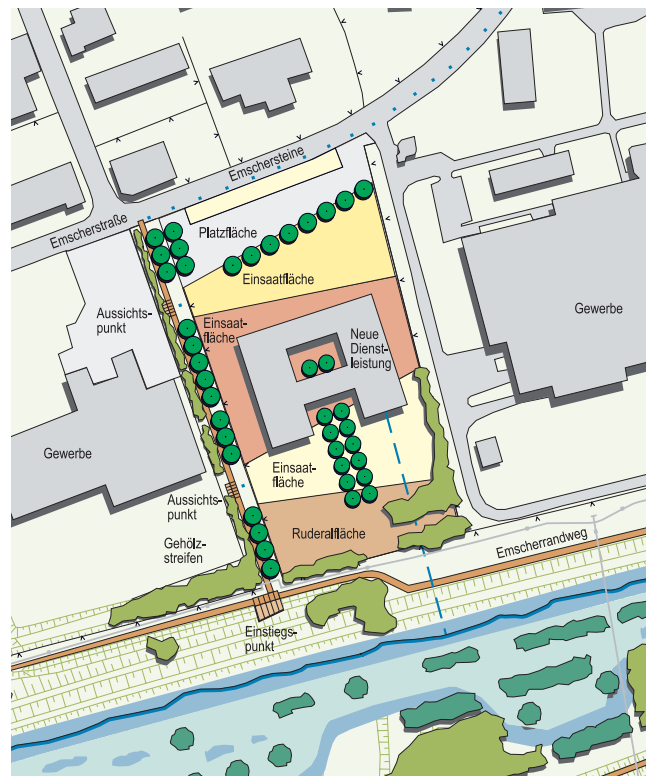 Emschersteine
Emscherstraße
Platzfläche
Einsaatfläche
Aussichts-
punkt
Einsaat-
fläche
Neue
Dienst-
leistung
Gewerbe
Gewerbe
Einsaat-
fläche
Aussichts-
punkt
Gehölz-
streifen
Ruderalfläche
Emscherrandweg
Einstiegs-
punkt